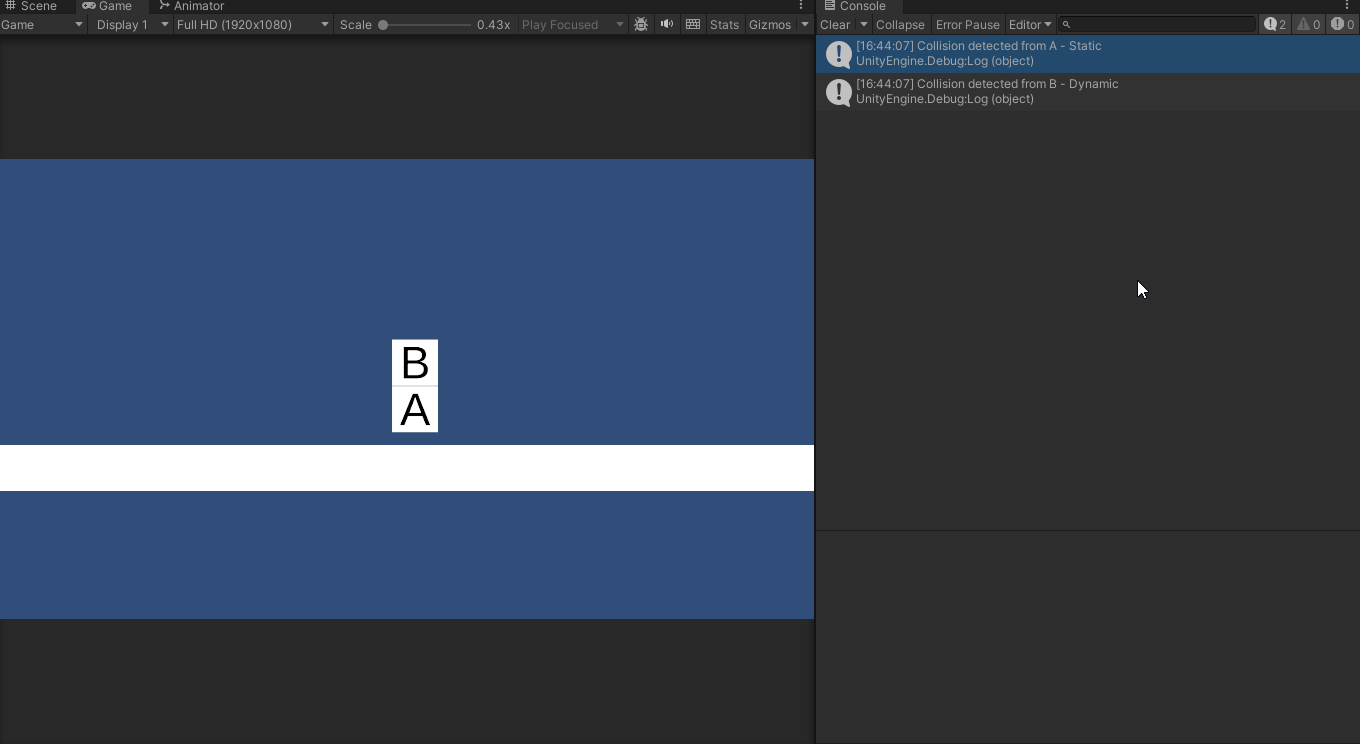 Scene Game Animator
Game Display 1 Full HD (1920x1080) Scale 0.43x Play Focused Stats Gizmos
B
A
Console
Clear Collapse Error Pause Editor 2 0 0
[16:44:07] Collision detected from A - Static
UnityEngine.Debug:Log (object)
[16:44:07] Collision detected from B - Dynamic
UnityEngine.Debug:Log (object)